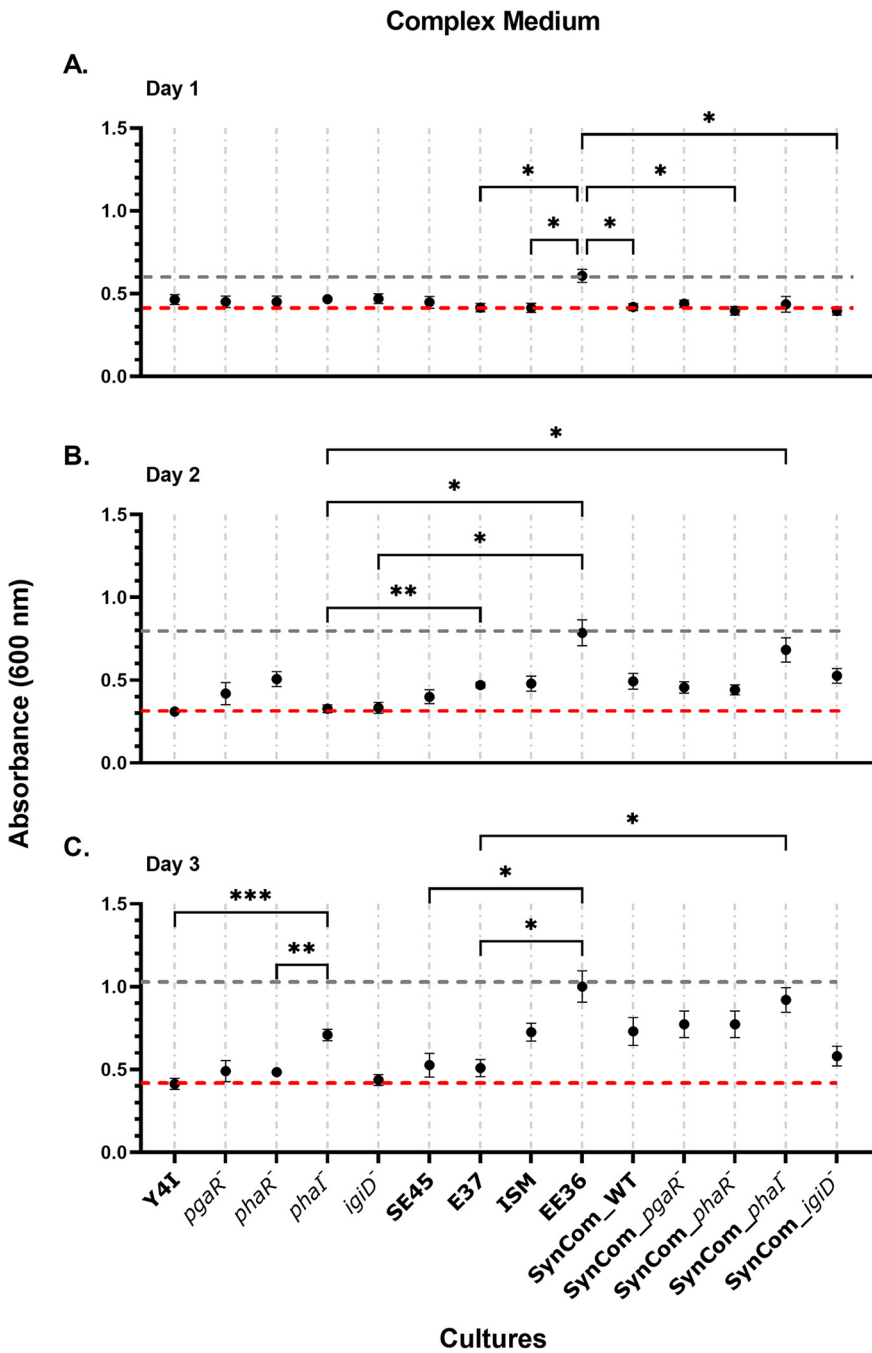 Complex Medium
A.
Day 1
1.5
1.0
0.5
0.0
*
*
*
*
*
B.
Day 2
1.5
1.0
0.5
0.0
*
*
*
**
C.
Day 3
1.5
1.0
0.5
0.0
*
*
***
*
**
Absorbance (600 nm)
Y4I
pgaR⁻
phaR⁻
phaI⁻
igiD⁻
SE45
E37
ISM
EE36
SynCom_WT
SynCom_pgaR⁻
SynCom_phaR⁻
SynCom_phaI⁻
SynCom_igiD⁻
Cultures